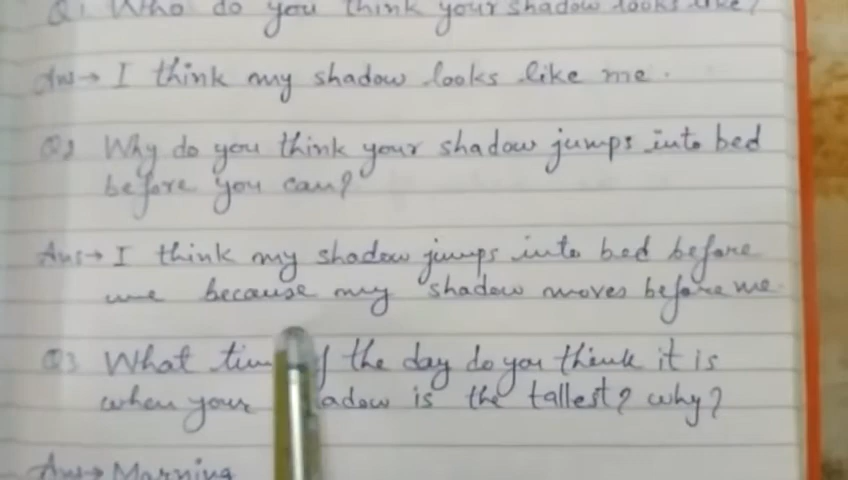 Q1 Who do you think your shadow looks like?
Ans→ I think my shadow looks like me.
Q2 Why do you think your shadow jumps into bed
before you can?
Ans→ I think my shadow jumps into bed before
me because my shadow moves before me.
Q3 What the day do you think it is
when your is the tallest? why?
Ans→ Morning